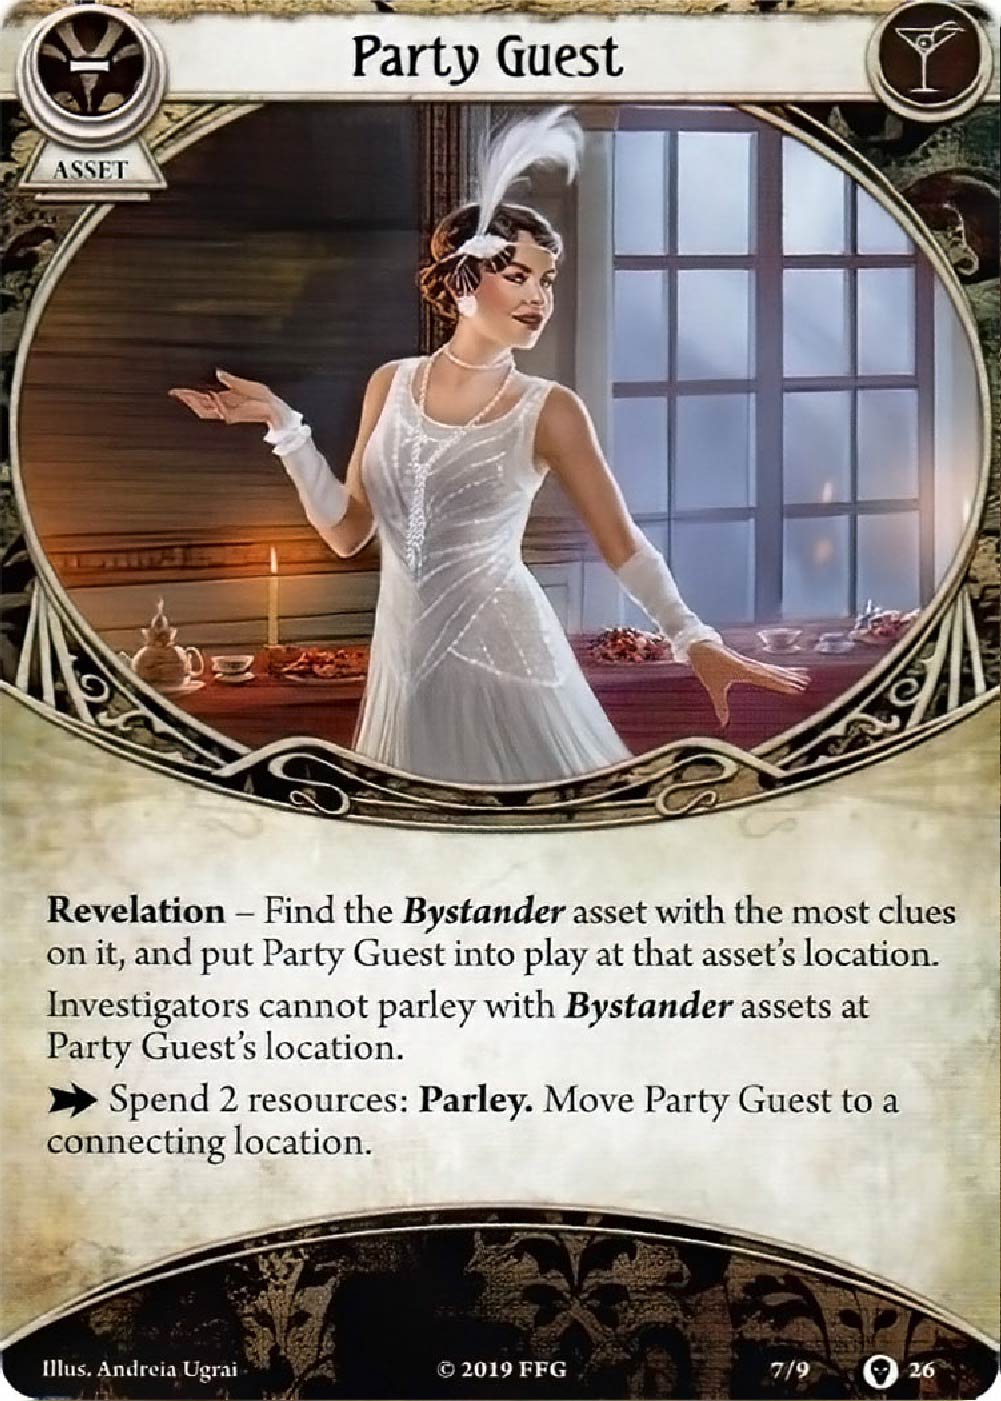 Party Guest
ASSET
Revelation – Find the Bystander asset with the most clues
on it, and put Party Guest into play at that asset's location.
Investigators cannot parley with Bystander assets at
Party Guest's location.
Spend 2 resources: Parley. Move Party Guest to a
connecting location.
Illus. Andreia Ugrai
© 2019 FFG
7/9
26